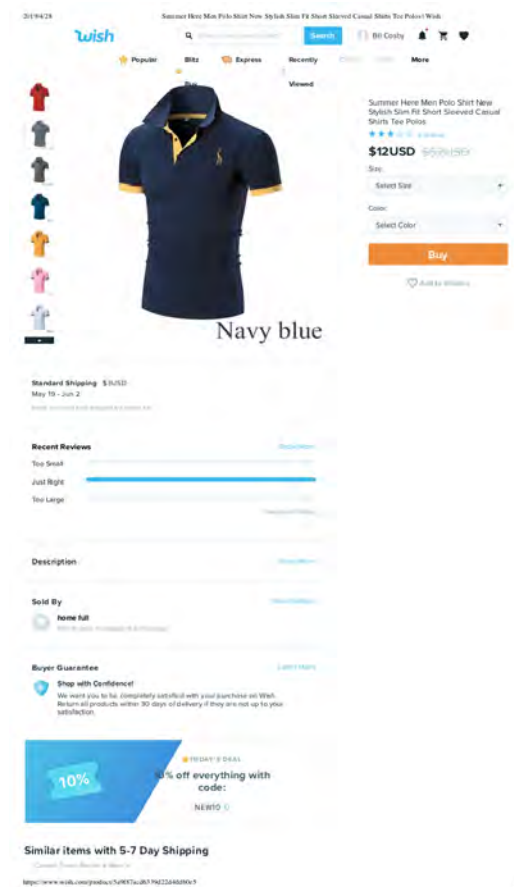 2019/4/28 Summer Here Men Polo Shirt New Stylish Slim Fit Short Sleeved Casual Shirts Tee Polos | Wish
wish
Search
Bill Cosby
Popular
Blitz Buy
Express
Recently Viewed
More
Summer Here Men Polo Shirt New
Stylish Slim Fit Short Sleeved Casual
Shirts Tee Polos
$12USD
Size:
Select Size
Color:
Select Color
Buy
Add to Wishlist
Navy blue
Standard Shipping $3USD
May 19 - Jun 2
Recent Reviews
Too Small
Just Right
Too Large
Description
Sold By
home full
Buyer Guarantee
Learn More
Shop with Confidence!
We want you to be completely satisfied with your purchase on Wish.
Return all products within 30 days of delivery if they are not up to your
satisfaction.
TODAY'S DEAL
10%
% off everything with
code:
NEW10
Similar items with 5-7 Day Shipping